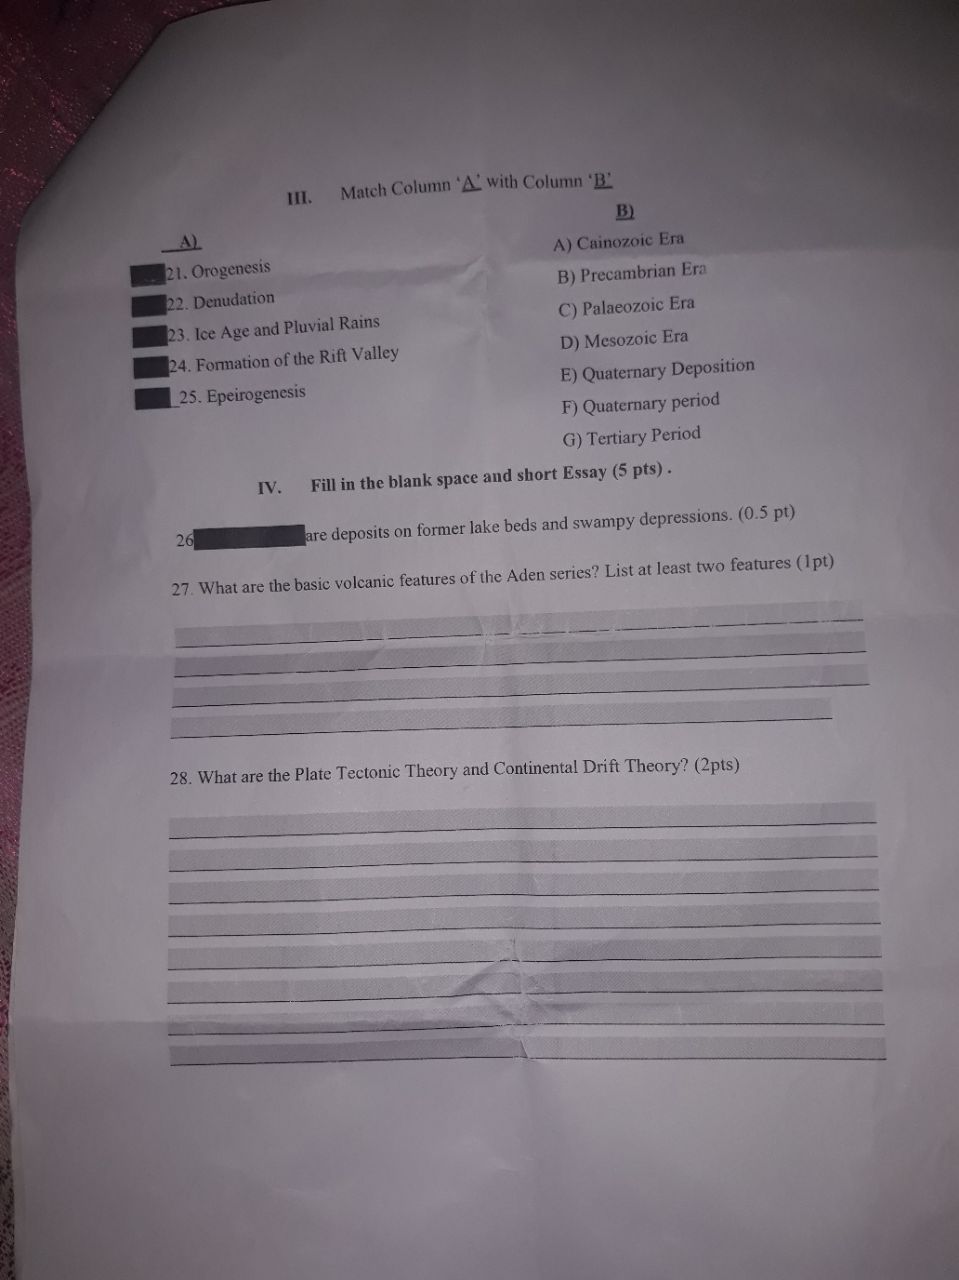 III. Match Column ‘A’ with Column ‘B’
A)
B)
21. Orogenesis
22. Denudation
23. Ice Age and Pluvial Rains
24. Formation of the Rift Valley
25. Epeirogenesis
A) Cainozoic Era
B) Precambrian Era
C) Palaeozoic Era
D) Mesozoic Era
E) Quaternary Deposition
F) Quaternary period
G) Tertiary Period
IV. Fill in the blank space and short Essay (5 pts) .
26 are deposits on former lake beds and swampy depressions. (0.5 pt)
27. What are the basic volcanic features of the Aden series? List at least two features (1pt)
28. What are the Plate Tectonic Theory and Continental Drift Theory? (2pts)